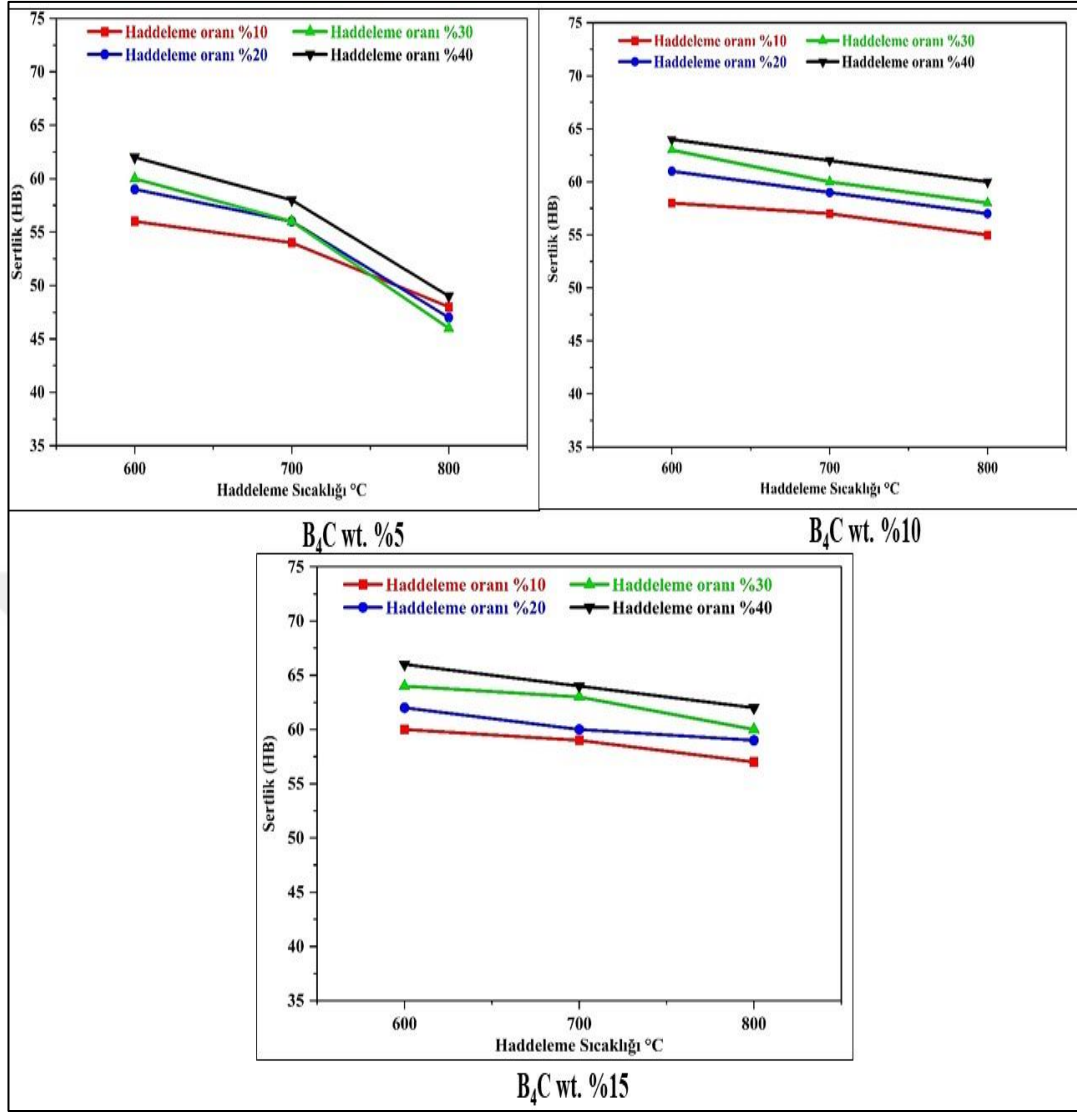 Haddeleme oranı %10
Haddeleme oranı %30
Haddeleme oranı %20
Haddeleme oranı %40
75
70
65
60
55
50
45
40
35
Sertlik (HB)
600
700
800
Haddeleme Sıcaklığı °C
B₄C wt. %5
Haddeleme oranı %10
Haddeleme oranı %30
Haddeleme oranı %20
Haddeleme oranı %40
75
70
65
60
55
50
45
40
35
Sertlik (HB)
600
700
800
Haddeleme Sıcaklığı °C
B₄C wt. %10
Haddeleme oranı %10
Haddeleme oranı %30
Haddeleme oranı %20
Haddeleme oranı %40
75
70
65
60
55
50
45
40
35
Sertlik (HB)
600
700
800
Haddeleme Sıcaklığı °C
B₄C wt. %15